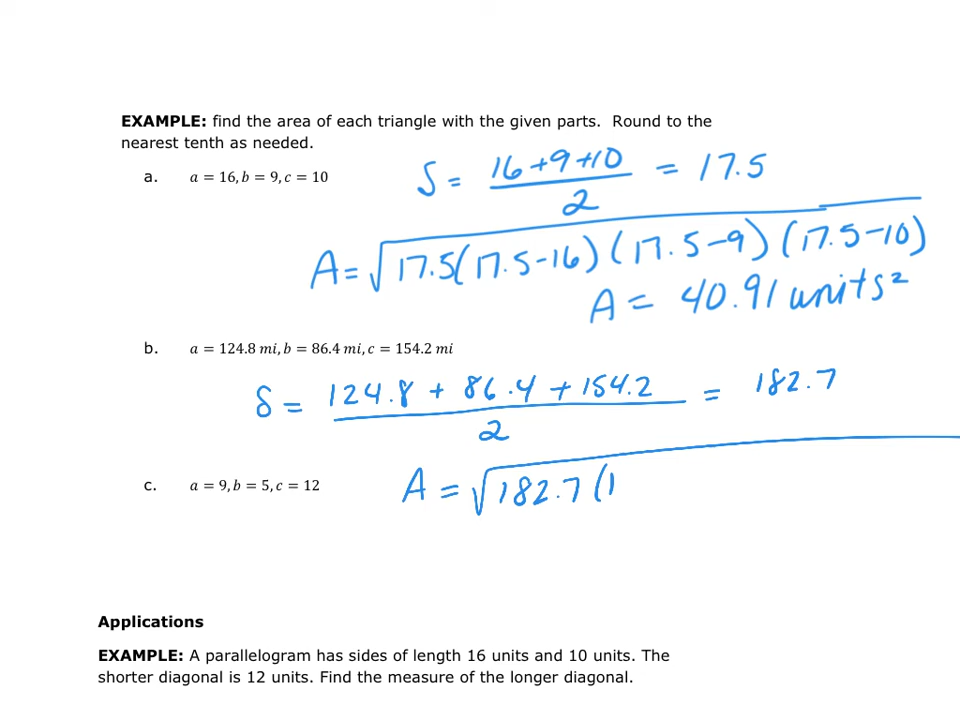 EXAMPLE: find the area of each triangle with the given parts. Round to the
nearest tenth as needed.
a. a = 16, b = 9, c = 10
S = (16+9+10)/2 = 17.5
A = √(17.5(17.5-16)(17.5-9)(17.5-10))
A = 40.91 units²
b. a = 124.8 mi, b = 86.4 mi, c = 154.2 mi
S = (124.8 + 86.4 + 154.2)/2 = 182.7
c. a = 9, b = 5, c = 12
A = √182.7(1
Applications
EXAMPLE: A parallelogram has sides of length 16 units and 10 units. The
shorter diagonal is 12 units. Find the measure of the longer diagonal.